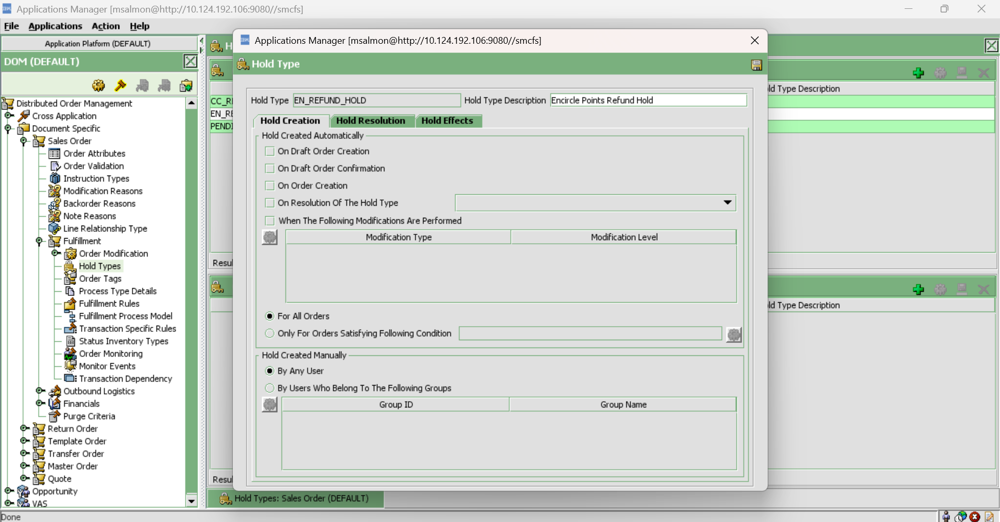 Applications Manager [msalmon@http://10.124.192.106:9080//smcfs]
File Applications Action Help
Application Platform (DEFAULT)
DOM (DEFAULT)
Distributed Order Management
Cross Application
Document Specific
Sales Order
Order Attributes
Order Validation
Instruction Types
Modification Reasons
Backorder Reasons
Note Reasons
Line Relationship Type
Fulfillment
Order Modification
Hold Types
Order Tags
Process Type Details
Fulfillment Rules
Fulfillment Process Model
Transaction Specific Rules
Status Inventory Types
Order Monitoring
Monitor Events
Transaction Dependency
Outbound Logistics
Financials
Purge Criteria
Return Order
Template Order
Transfer Order
Master Order
Quote
Opportunity
VAS
H
CC_R
EN_RE
PENDI
Resul
Resul
ld Type Description
ld Type Description
Applications Manager [msalmon@http://10.124.192.106:9080//smcfs]
Hold Type
Hold Type EN_REFUND_HOLD Hold Type Description Encircle Points Refund Hold
Hold Creation Hold Resolution Hold Effects
Hold Created Automatically
On Draft Order Creation
On Draft Order Confirmation
On Order Creation
On Resolution Of The Hold Type
When The Following Modifications Are Performed
Modification Type Modification Level
For All Orders
Only For Orders Satisfying Following Condition
Hold Created Manually
By Any User
By Users Who Belong To The Following Groups
Group ID Group Name
Hold Types: Sales Order (DEFAULT)
Done